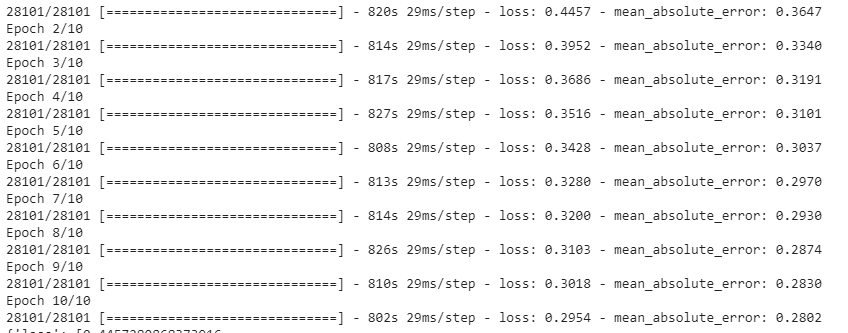 28101/28101 [==============================] - 820s 29ms/step - loss: 0.4457 - mean_absolute_error: 0.3647
Epoch 2/10
28101/28101 [==============================] - 814s 29ms/step - loss: 0.3952 - mean_absolute_error: 0.3340
Epoch 3/10
28101/28101 [==============================] - 817s 29ms/step - loss: 0.3686 - mean_absolute_error: 0.3191
Epoch 4/10
28101/28101 [==============================] - 827s 29ms/step - loss: 0.3516 - mean_absolute_error: 0.3101
Epoch 5/10
28101/28101 [==============================] - 808s 29ms/step - loss: 0.3428 - mean_absolute_error: 0.3037
Epoch 6/10
28101/28101 [==============================] - 813s 29ms/step - loss: 0.3280 - mean_absolute_error: 0.2970
Epoch 7/10
28101/28101 [==============================] - 814s 29ms/step - loss: 0.3200 - mean_absolute_error: 0.2930
Epoch 8/10
28101/28101 [==============================] - 826s 29ms/step - loss: 0.3103 - mean_absolute_error: 0.2874
Epoch 9/10
28101/28101 [==============================] - 810s 29ms/step - loss: 0.3018 - mean_absolute_error: 0.2830
Epoch 10/10
28101/28101 [==============================] - 802s 29ms/step - loss: 0.2954 - mean_absolute_error: 0.2802